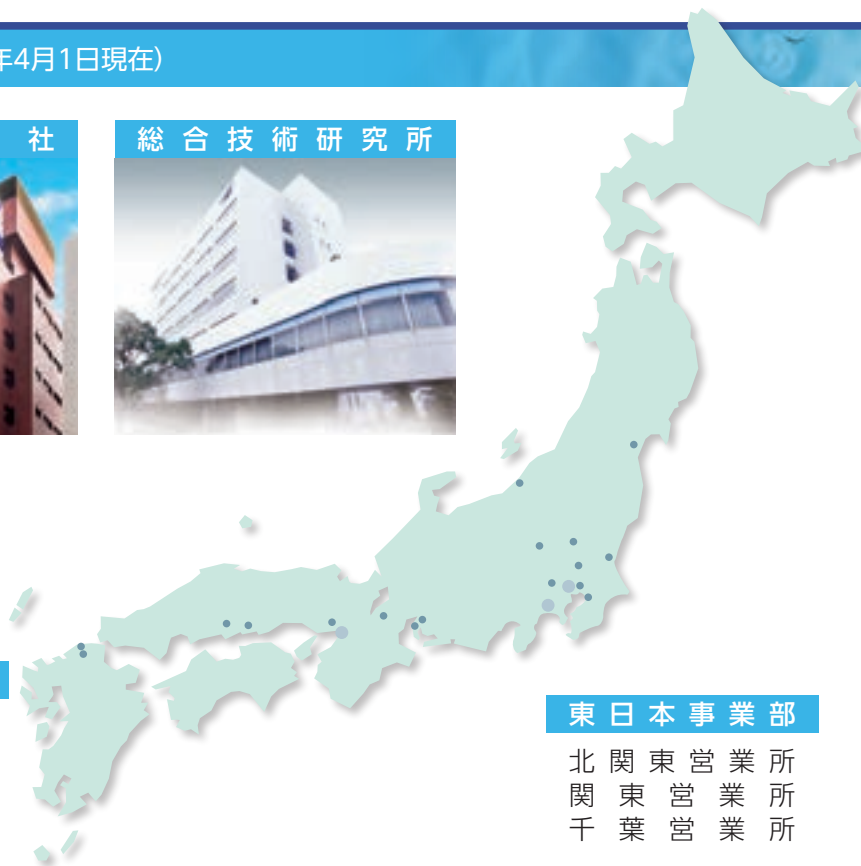 年4月1日現在）
社
総合技術研究所
東日本事業部
北関東営業所
関東営業所
千葉営業所